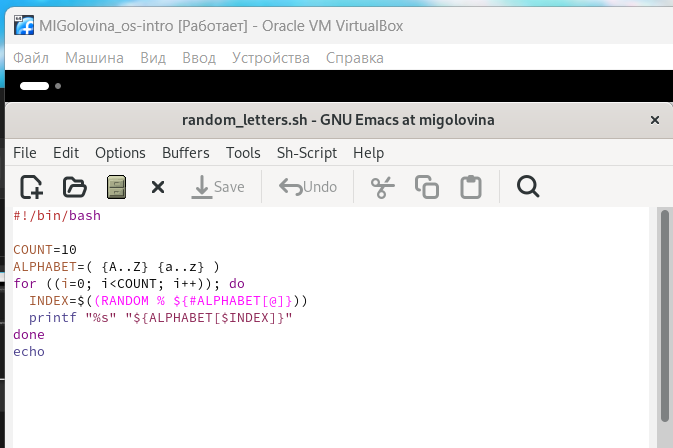 MIGolovina_os-intro [Работает] - Oracle VM VirtualBox
Файл Машина Вид Ввод Устройства Справка
random_letters.sh - GNU Emacs at migolovina ×
File Edit Options Buffers Tools Sh-Script Help
Save Undo
#!/bin/bash
COUNT=10
ALPHABET=( {A..Z} {a..z} )
for ((i=0; i<COUNT; i++)); do
  INDEX=$((RANDOM % ${#ALPHABET[@]}))
  printf "%s" "${ALPHABET[$INDEX]}"
done
echo